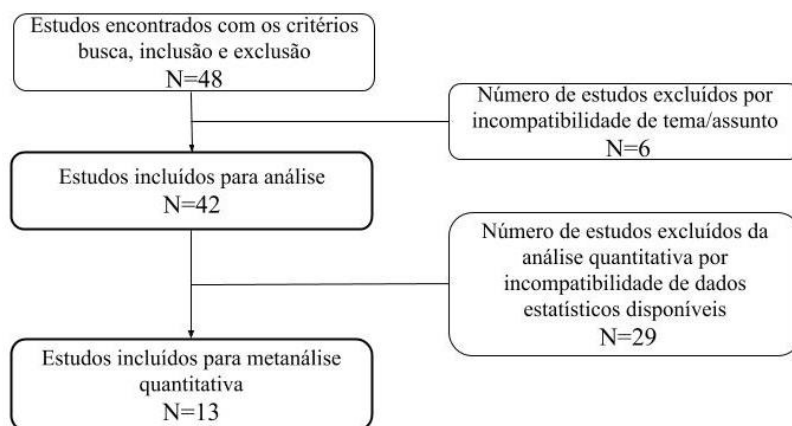 Estudos encontrados com os critérios
busca, inclusão e exclusão
N=48
Número de estudos excluídos por
incompatibilidade de tema/assunto
N=6
Estudos incluídos para análise
N=42
Número de estudos excluídos da
análise quantitativa por
incompatibilidade de dados
estatísticos disponíveis
N=29
Estudos incluídos para metanálise
quantitativa
N=13